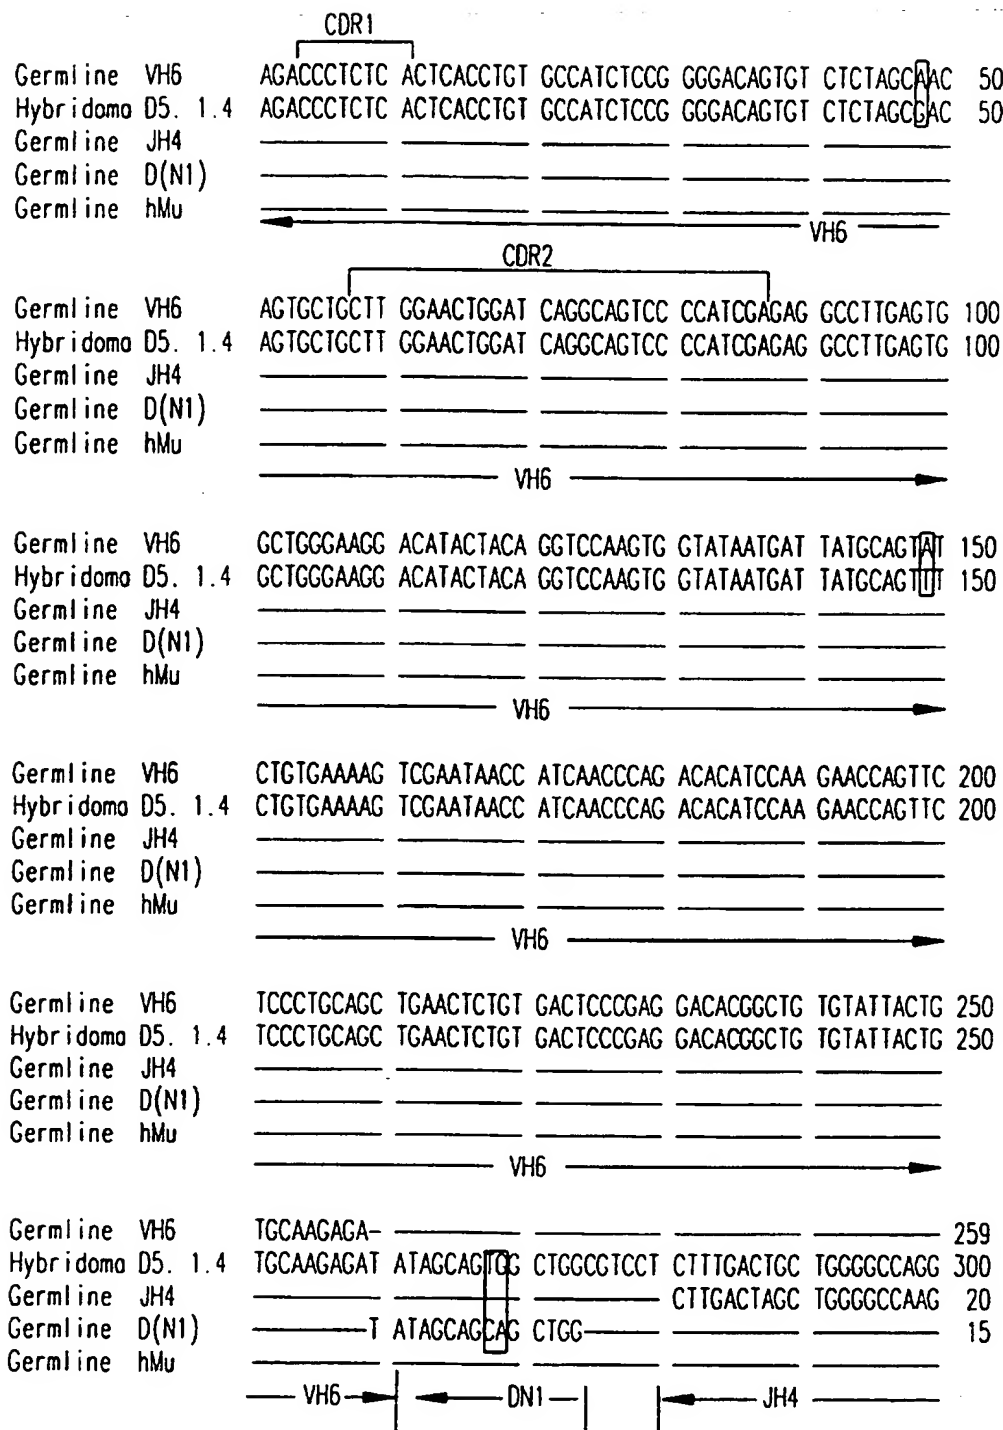 CDR1
Germline VH6 AGACCCTCTC ACTCACCTGT GCCATCTCCG GGGACAGTGT CTCTAGCAAC 50
Hybridoma D5. 1.4 AGACCCTCTC ACTCACCTGT GCCATCTCCG GGGACAGTGT CTCTAGCGAC 50
Germline JH4
Germline D(N1)
Germline hMu
VH6
CDR2
Germline VH6 AGTGCTGCTT GGAACTGGAT CAGGCAGTCC CCATCGAGAG GCCTTGAGTG 100
Hybridoma D5. 1.4 AGTGCTGCTT GGAACTGGAT CAGGCAGTCC CCATCGAGAG GCCTTGAGTG 100
Germline JH4
Germline D(N1)
Germline hMu
VH6
Germline VH6 GCTGGGAAGG ACATACTACA GGTCCAAGTG GTATAATGAT TATGCAGTAT 150
Hybridoma D5. 1.4 GCTGGGAAGG ACATACTACA GGTCCAAGTG GTATAATGAT TATGCAGTTT 150
Germline JH4
Germline D(N1)
Germline hMu
VH6
Germline VH6 CTGTGAAAAG TCGAATAACC ATCAACCCAG ACACATCCAA GAACCAGTTC 200
Hybridoma D5. 1.4 CTGTGAAAAG TCGAATAACC ATCAACCCAG ACACATCCAA GAACCAGTTC 200
Germline JH4
Germline D(N1)
Germline hMu
VH6
Germline VH6 TCCCTGCAGC TGAACTCTGT GACTCCCGAG GACACGGCTG TGTATTACTG 250
Hybridoma D5. 1.4 TCCCTGCAGC TGAACTCTGT GACTCCCGAG GACACGGCTG TGTATTACTG 250
Germline JH4
Germline D(N1)
Germline hMu
VH6
Germline VH6 TGCAAGAGA- 259
Hybridoma D5. 1.4 TGCAAGAGAT ATAGCAGTGG CTGGCGTCCT CTTTGACTGC TGGGGCCAGG 300
Germline JH4 CTTGACTAGC TGGGGCCAAG 20
Germline D(N1) T ATAGCAGCAG CTGG 15
Germline hMu
VH6 DN1 JH4